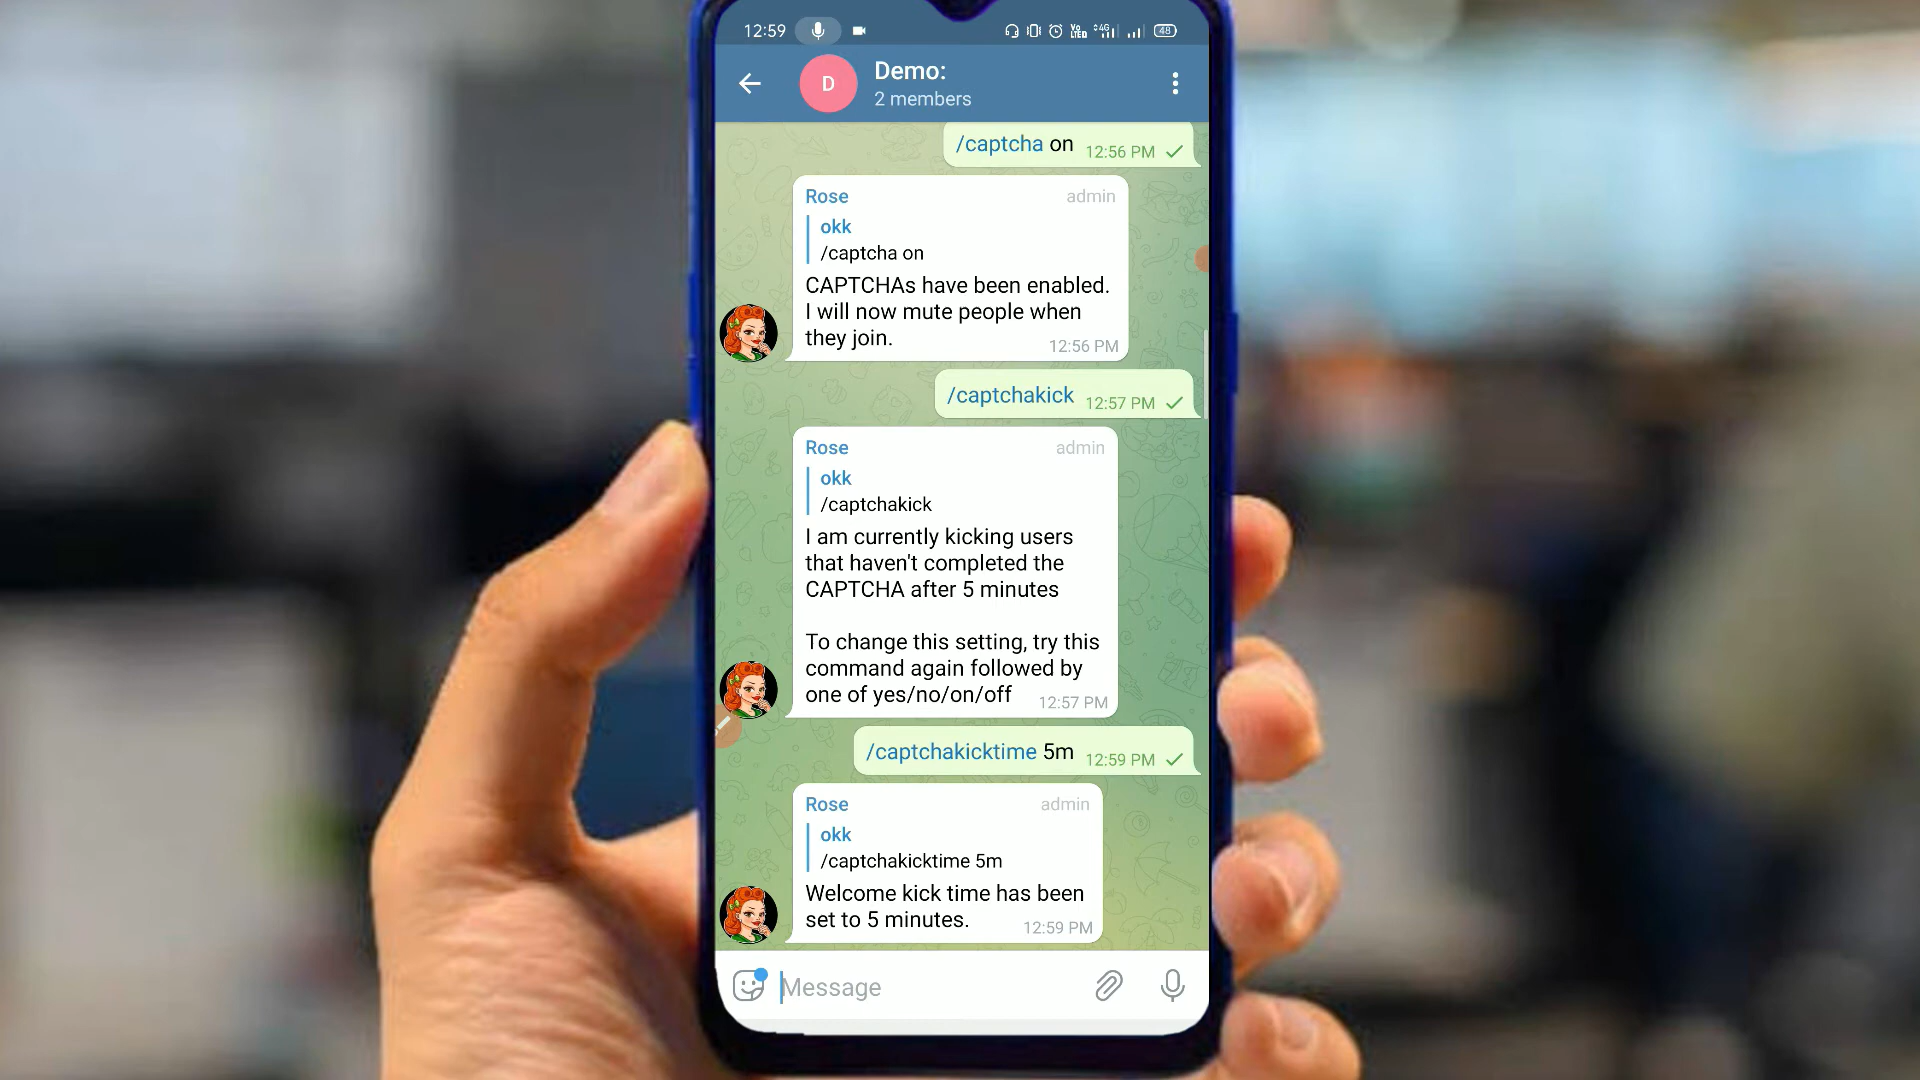 12:59
48
D
Demo:
2 members
/captcha on 12:56 PM
Rose admin
okk
/captcha on
CAPTCHAs have been enabled.
I will now mute people when
they join. 12:56 PM
/captchakick 12:57 PM
Rose admin
okk
/captchakick
I am currently kicking users
that haven't completed the
CAPTCHA after 5 minutes
To change this setting, try this
command again followed by
one of yes/no/on/off 12:57 PM
/captchakicktime 5m 12:59 PM
Rose admin
okk
/captchakicktime 5m
Welcome kick time has been
set to 5 minutes. 12:59 PM
Message